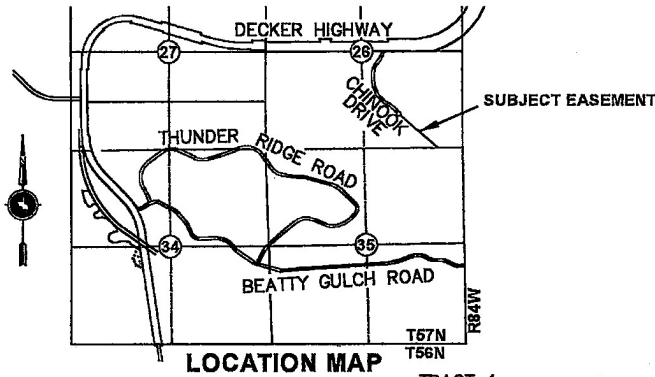 DECKER HIGHWAY
27
26
CHINOOK
DRIVE
SUBJECT EASEMENT
THUNDER RIDGE ROAD
34
35
BEATTY GULCH ROAD
R84W
T57N
T56N
LOCATION MAP